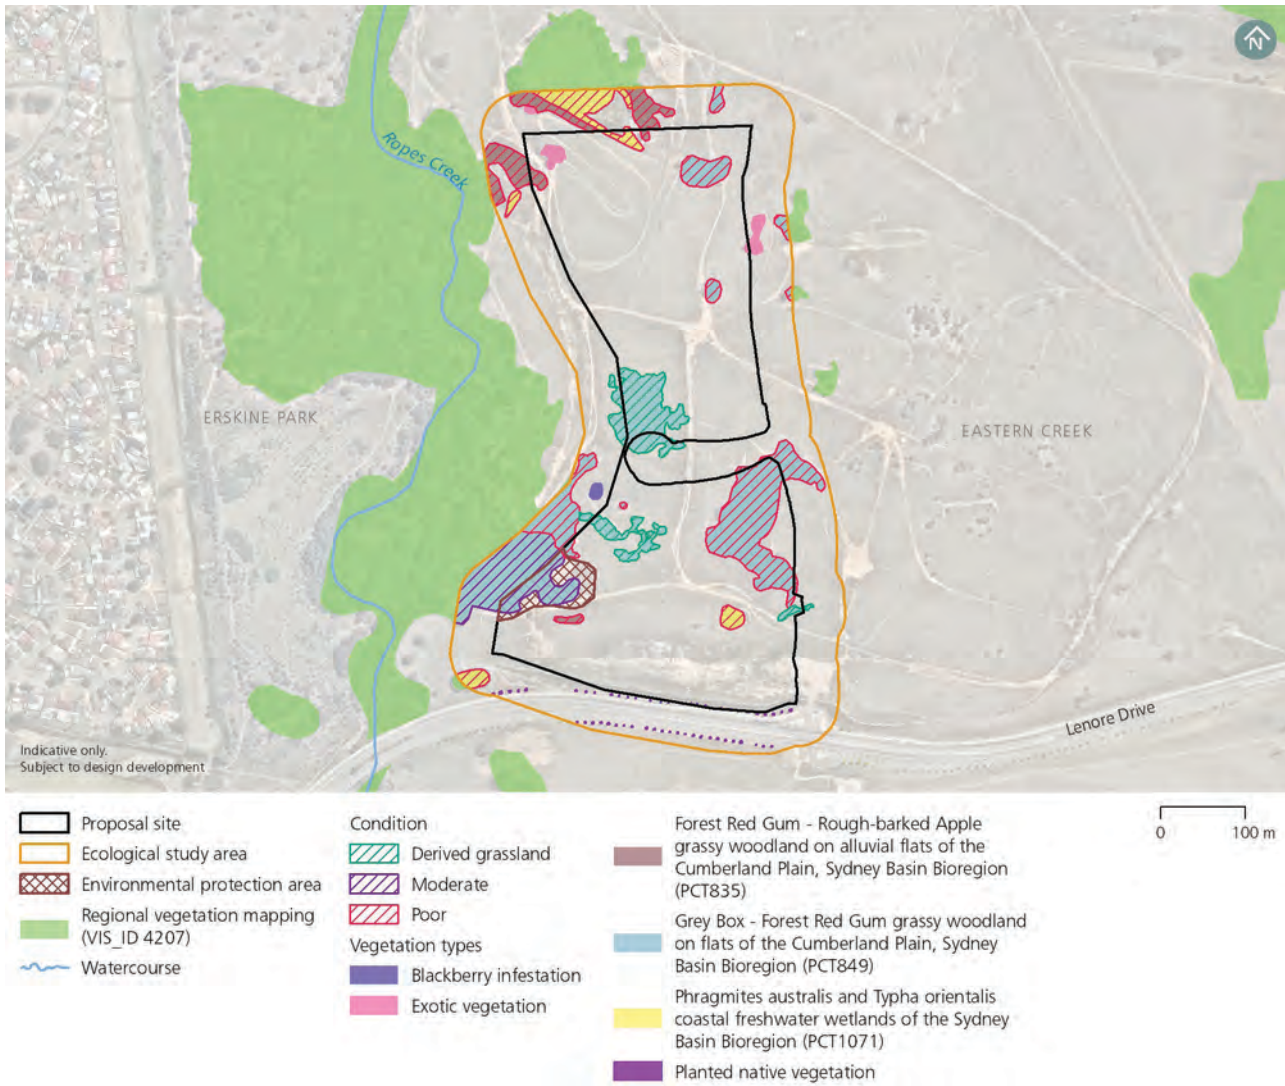 N
Ropes Creek
ERSKINE PARK
EASTERN CREEK
Lenore Drive
Indicative only.
Subject to design development
Proposal site
Ecological study area
Environmental protection area
Regional vegetation mapping
(VIS_ID 4207)
Watercourse
Condition
Derived grassland
Moderate
Poor
Vegetation types
Blackberry infestation
Exotic vegetation
Forest Red Gum - Rough-barked Apple
grassy woodland on alluvial flats of the
Cumberland Plain, Sydney Basin Bioregion
(PCT835)
Grey Box - Forest Red Gum grassy woodland
on flats of the Cumberland Plain, Sydney
Basin Bioregion (PCT849)
Phragmites australis and Typha orientalis
coastal freshwater wetlands of the Sydney
Basin Bioregion (PCT1071)
Planted native vegetation
0 100 m